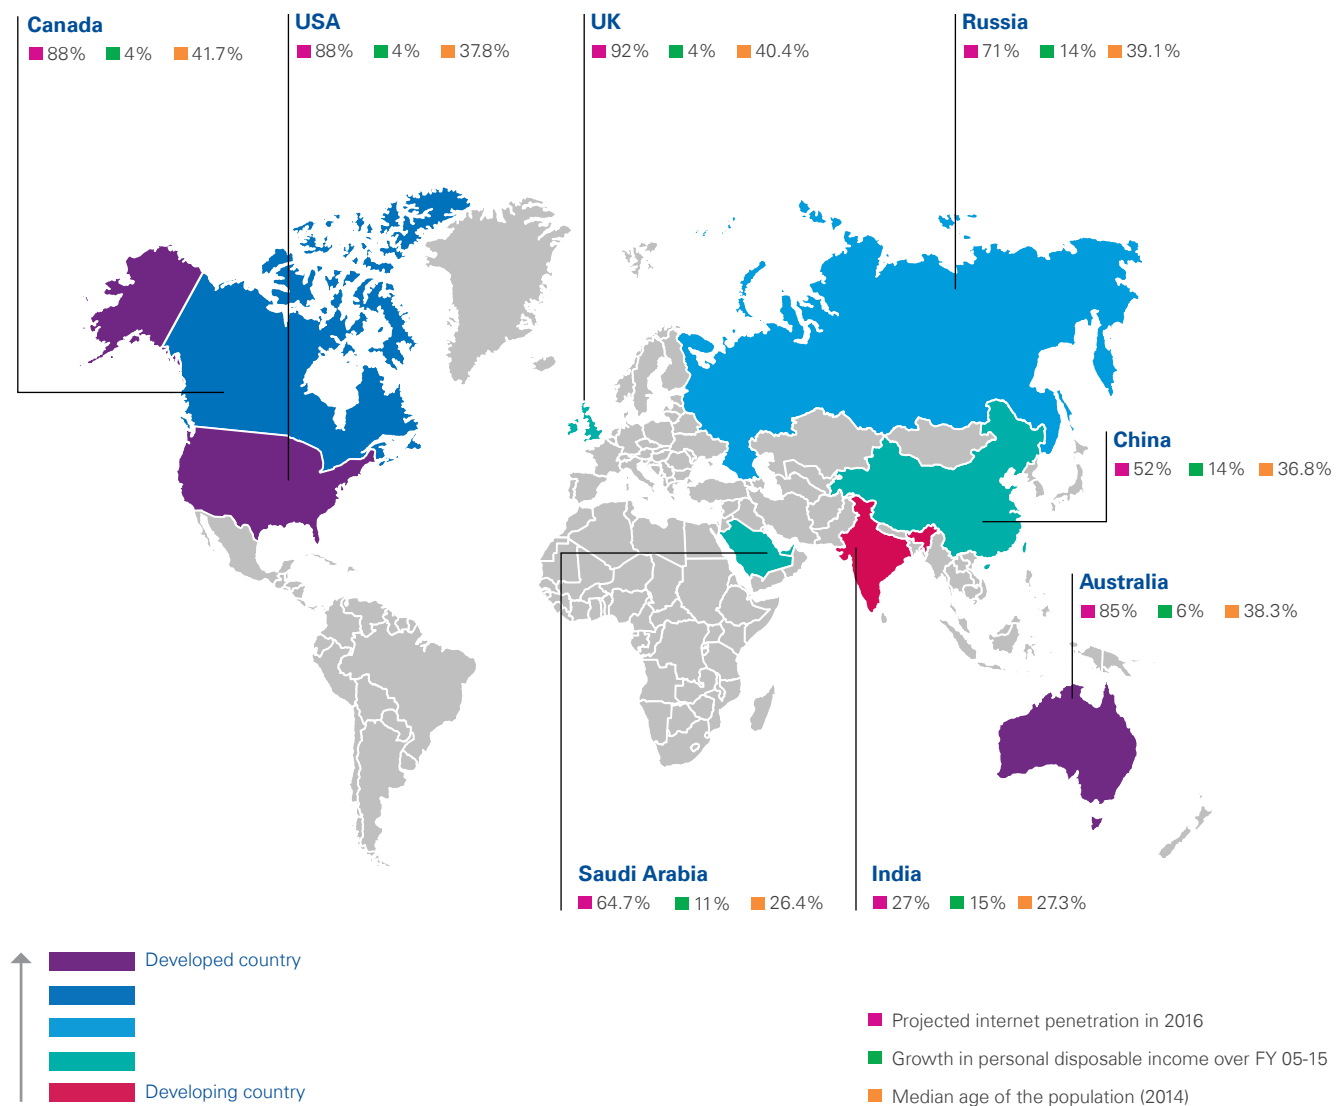 Canada
88% 4% 41.7%
USA
88% 4% 37.8%
UK
92% 4% 40.4%
Russia
71% 14% 39.1%
China
52% 14% 36.8%
Australia
85% 6% 38.3%
Saudi Arabia
64.7% 11% 26.4%
India
27% 15% 27.3%
Developed country
Developing country
Projected internet penetration in 2016
Growth in personal disposable income over FY 05-15
Median age of the population (2014)